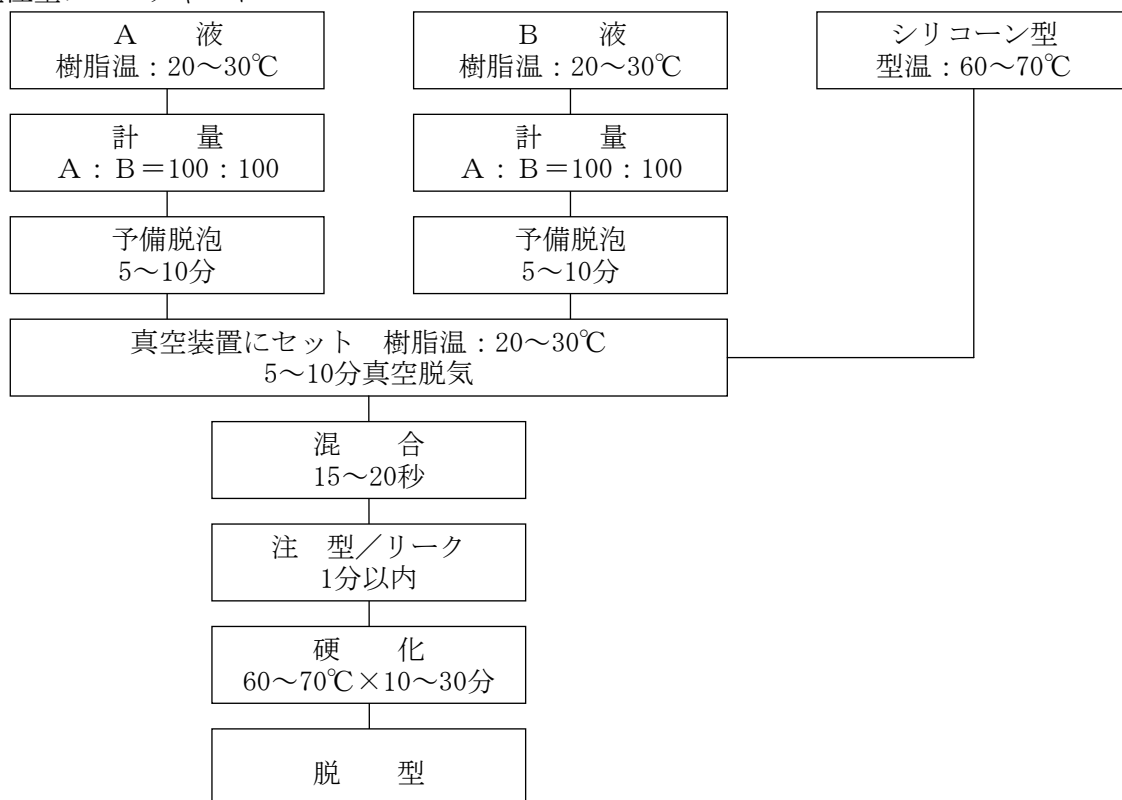 A　　液
樹脂温：20～30℃
B　　液
樹脂温：20～30℃
シリコーン型
型温：60～70℃
計　　量
A：B＝100：100
計　　量
A：B＝100：100
予備脱泡
5～10分
予備脱泡
5～10分
真空装置にセット　樹脂温：20～30℃
5～10分真空脱気
混　　合
15～20秒
注　型／リーク
1分以内
硬　　化
60～70℃×10～30分
脱　　型